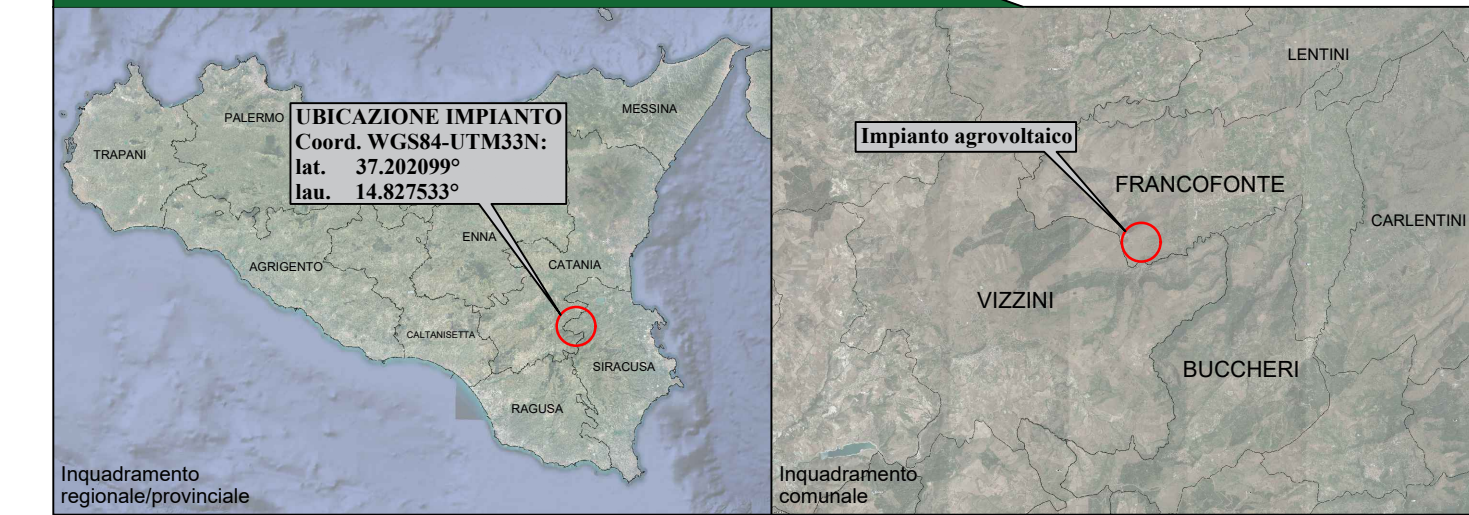 PALERMO
MESSINA
TRAPANI
UBICAZIONE IMPIANTO
Coord. WGS84-UTM33N:
lat. 37.202099°
lau. 14.827533°
ENNA
CATANIA
AGRIGENTO
CALTANISETTA
SIRACUSA
RAGUSA
Inquadramento
regionale/provinciale
LENTINI
Impianto agrovoltaico
FRANCOFONTE
CARLENTINI
VIZZINI
BUCCHERI
Inquadramento
comunale